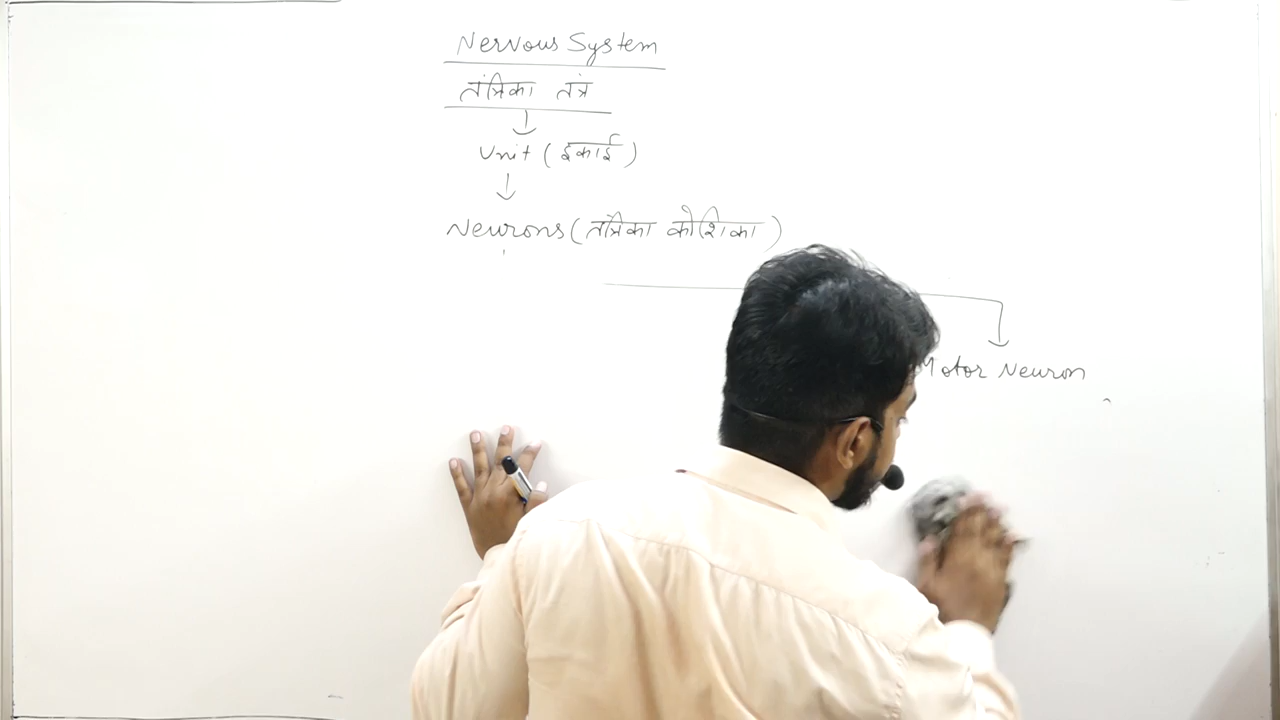 Nervous System
तंत्रिका तंत्र
Unit (इकाई)
Neurons (तंत्रिका कोशिका)
Motor Neuron